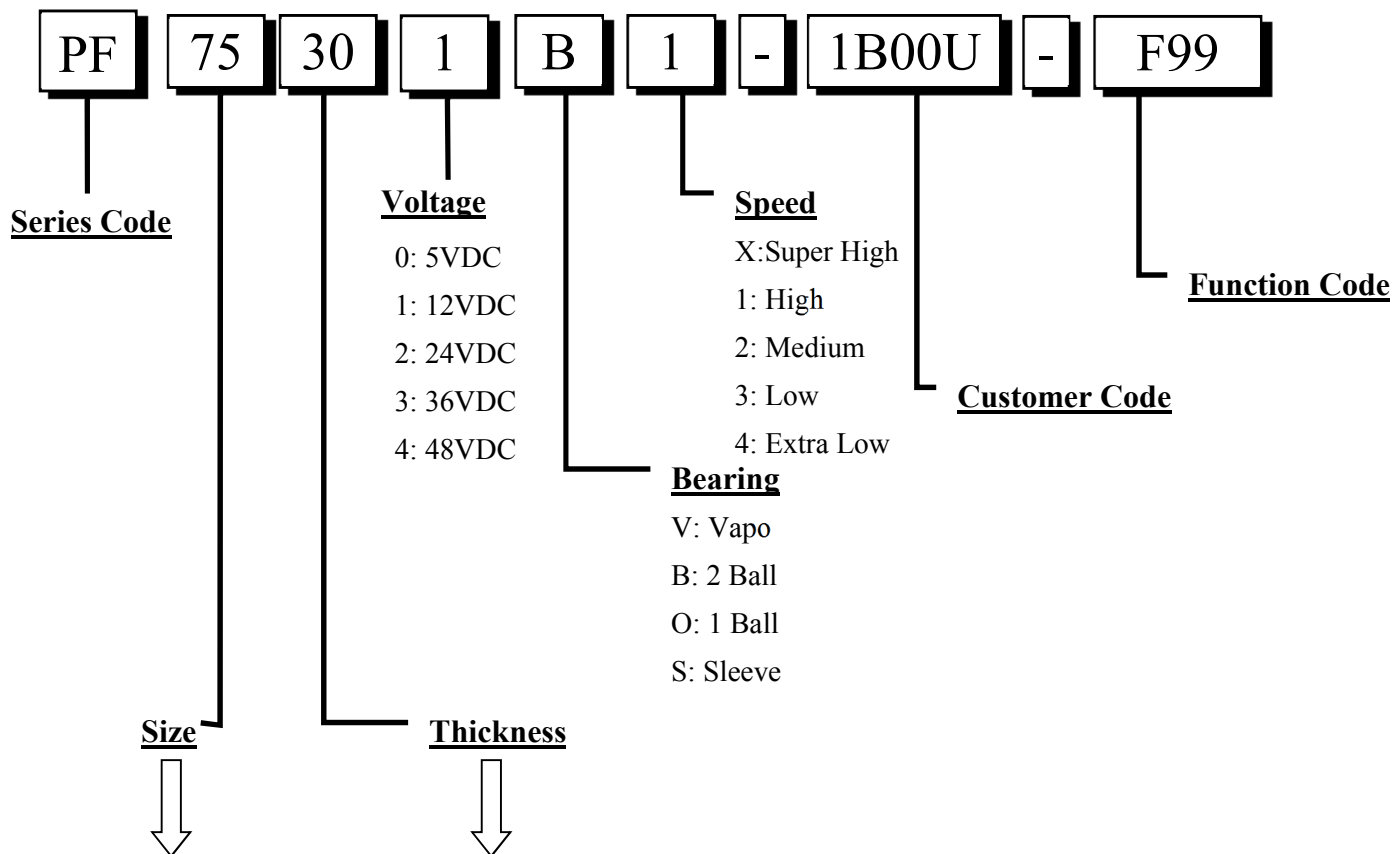 PF 75 30 1 B 1 - 1B00U - F99
Series Code
Voltage
0: 5VDC
1: 12VDC
2: 24VDC
3: 36VDC
4: 48VDC
Speed
X:Super High
1: High
2: Medium
3: Low
4: Extra Low
Function Code
Customer Code
Bearing
V: Vapo
B: 2 Ball
O: 1 Ball
S: Sleeve
Size
Thickness